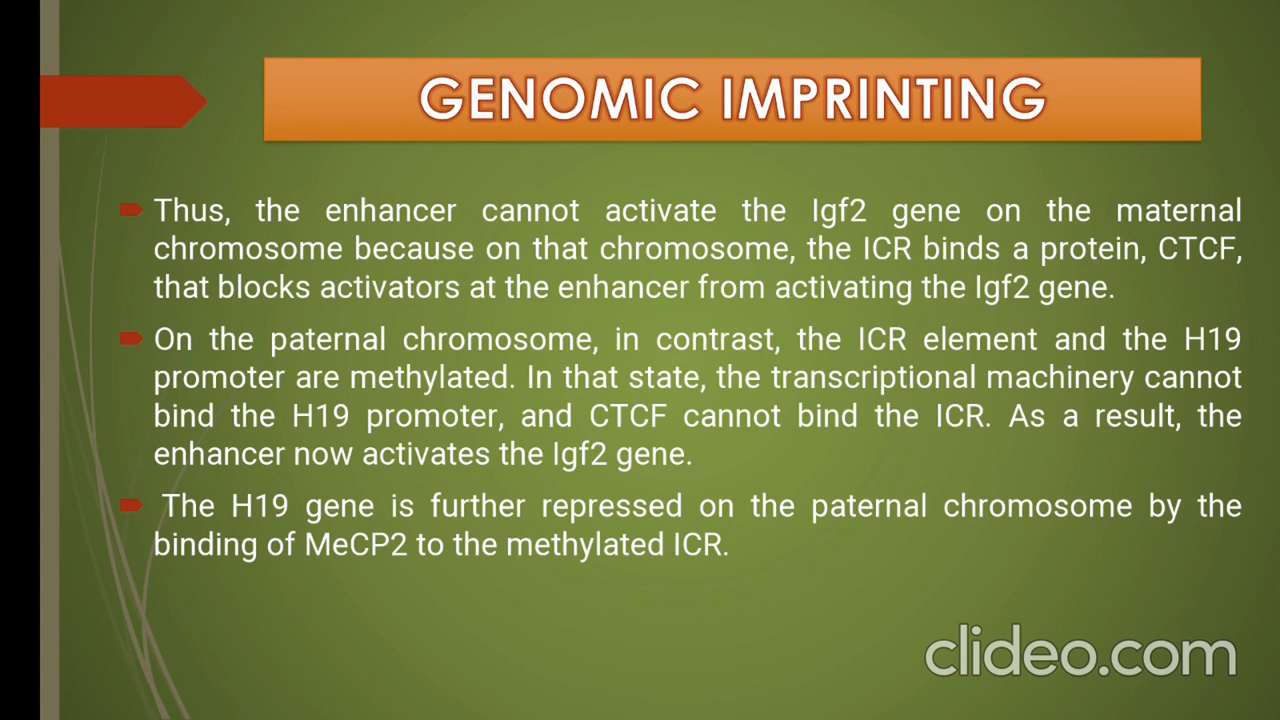 GENOMIC IMPRINTING
Thus, the enhancer cannot activate the Igf2 gene on the maternal
chromosome because on that chromosome, the ICR binds a protein, CTCF,
that blocks activators at the enhancer from activating the Igf2 gene.
On the paternal chromosome, in contrast, the ICR element and the H19
promoter are methylated. In that state, the transcriptional machinery cannot
bind the H19 promoter, and CTCF cannot bind the ICR. As a result, the
enhancer now activates the Igf2 gene.
The H19 gene is further repressed on the paternal chromosome by the
binding of MeCP2 to the methylated ICR.
clideo.com